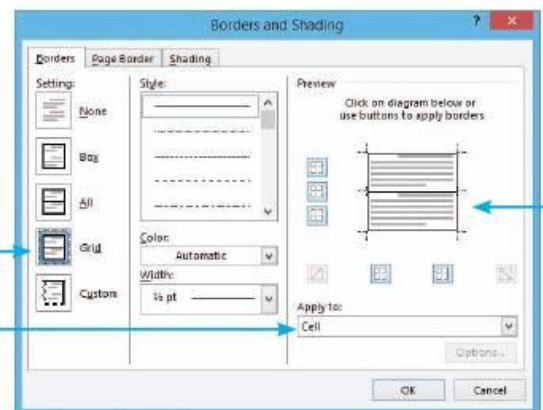 Borders and Shading
?
Borders
Page Border
Shading
Setting:
None
Box
All
Grid
Custom
Style:
Color:
Automatic
Width:
½ pt
Preview
Click on diagram below or
use buttons to apply borders
Apply to:
Cell
Options...
OK
Cancel